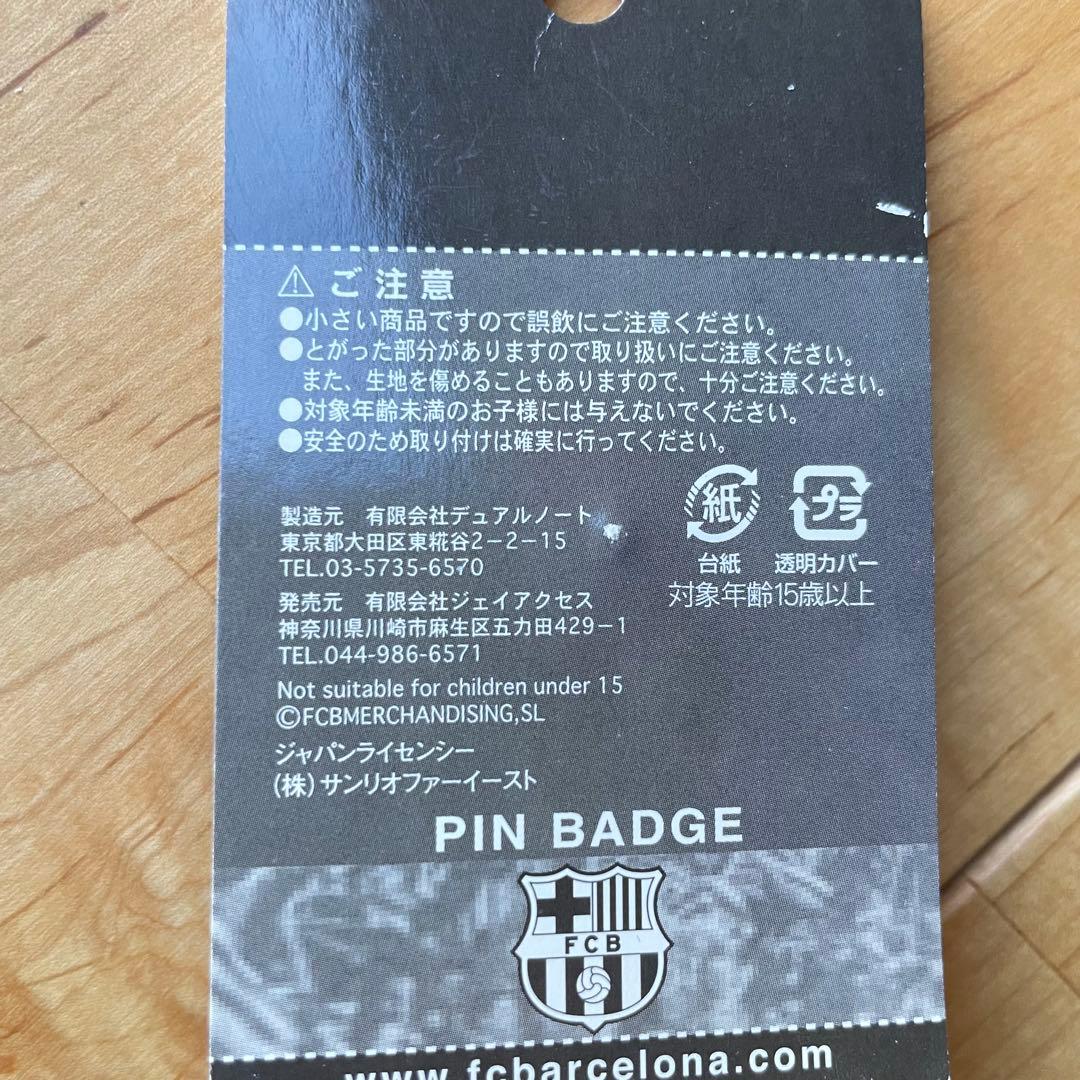 ⚠ ご注意
●小さい商品ですので誤飲にご注意ください。
●とがった部分がありますので取り扱いにご注意ください。
また、生地を傷めることもありますので、十分ご注意ください。
●対象年齢未満のお子様には与えないでください。
●安全のため取り付けは確実に行ってください。
紙 プラ
台紙 透明カバー
対象年齢15歳以上
製造元 有限会社デュアルノート
東京都大田区東糀谷2-2-15
TEL.03-5735-6570
発売元 有限会社ジェイアクセス
神奈川県川崎市麻生区五力田429-1
TEL.044-986-6571
Not suitable for children under 15
©FCBMERCHANDISING,SL
ジャパンライセンシー
(株)サンリオファーイースト
PIN BADGE
FCB
www.fcbarcelona.com